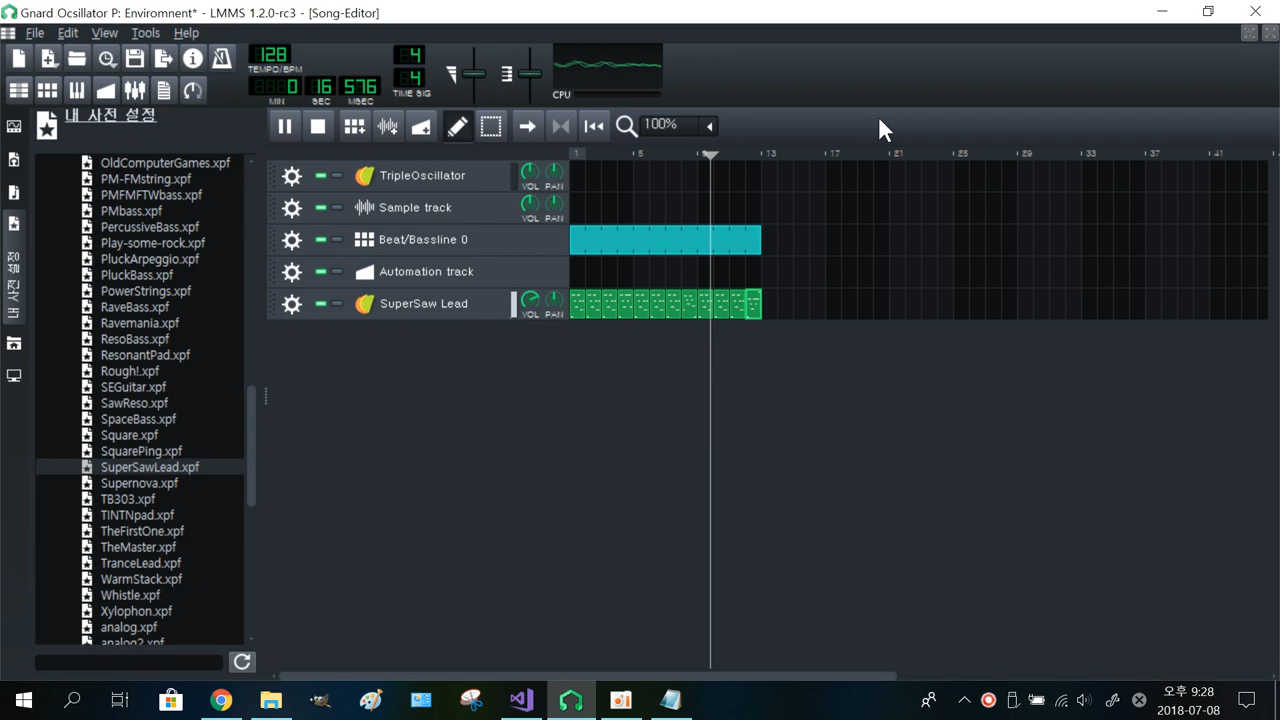 Gnard Ocsillator P: Enviromnent* - LMMS 1.2.0-rc3 - [Song-Editor]
File Edit View Tools Help
128
TEMPO/BPM
0 16 576
MIN SEC MSEC
4
4
TIME SIG
CPU
내 사전 설정
100%
OldComputerGames.xpf
PM-FMstring.xpf
PMFMFTWbass.xpf
PMbass.xpf
PercussiveBass.xpf
Play-some-rock.xpf
PluckArpeggio.xpf
PluckBass.xpf
PowerStrings.xpf
RaveBass.xpf
Ravemania.xpf
ResoBass.xpf
ResonantPad.xpf
Rough!.xpf
SEGuitar.xpf
SawReso.xpf
SpaceBass.xpf
Square.xpf
SquarePing.xpf
SuperSawLead.xpf
Supernova.xpf
TB303.xpf
TINTNpad.xpf
TheFirstOne.xpf
TheMaster.xpf
TranceLead.xpf
WarmStack.xpf
Whistle.xpf
Xylophon.xpf
analog.xpf
analog2.xpf
1 5 9 13 17 21 25 29 33 37 41
TripleOscillator
VOL PAN
Sample track
VOL PAN
Beat/Bassline 0
Automation track
SuperSaw Lead
VOL PAN
오후 9:28
2018-07-08